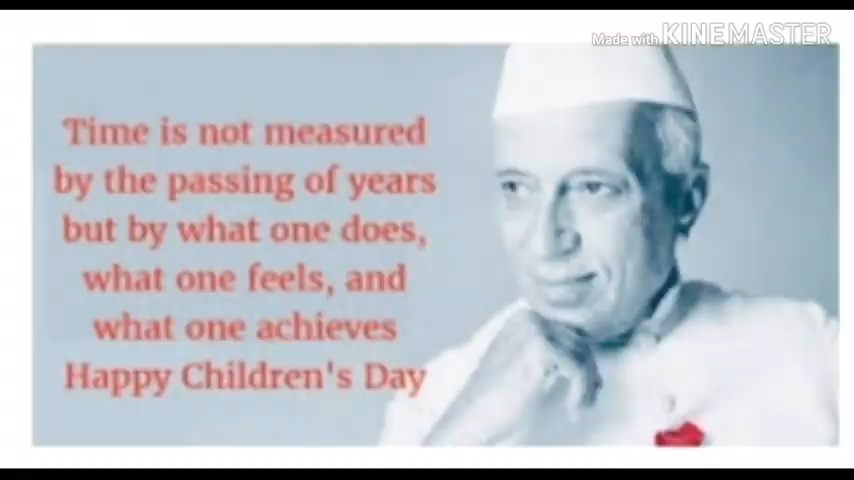 Made with KINEMASTER
Time is not measured
by the passing of years
but by what one does,
what one feels, and
what one achieves
Happy Children's Day